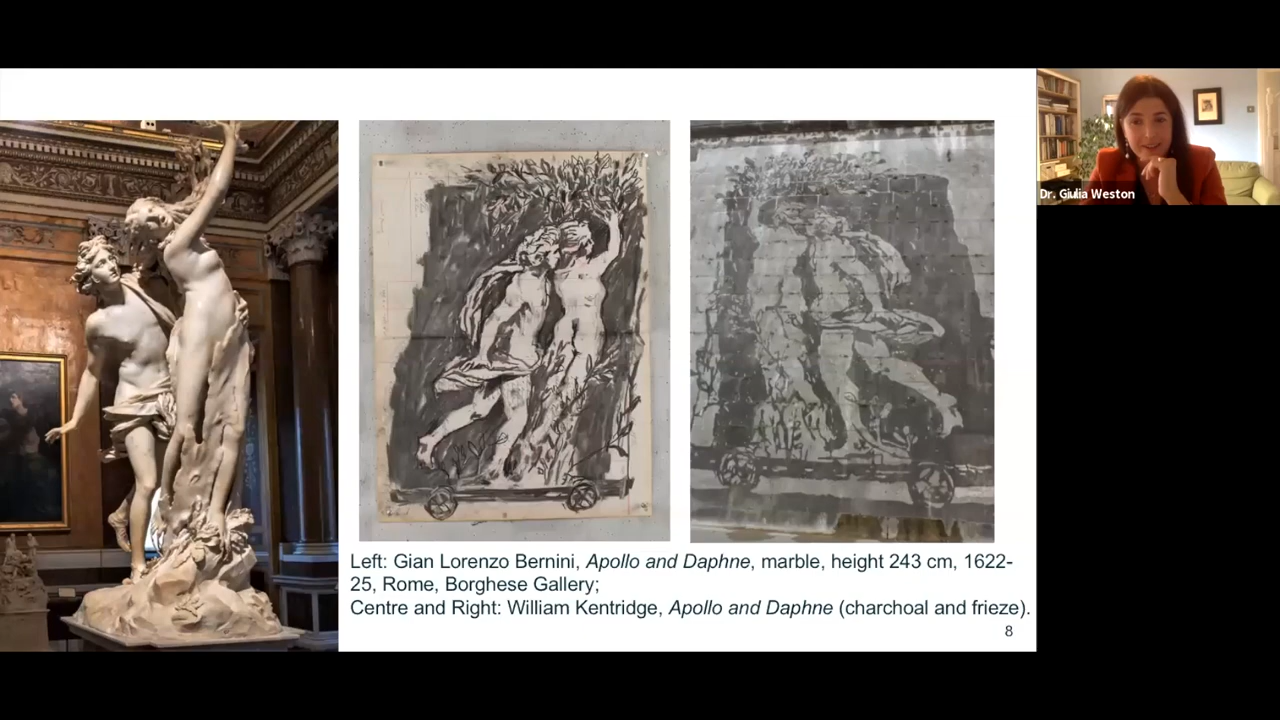 Dr. Giulia Weston
Left: Gian Lorenzo Bernini, Apollo and Daphne, marble, height 243 cm, 1622-
25, Rome, Borghese Gallery;
Centre and Right: William Kentridge, Apollo and Daphne (charchoal and frieze).
8